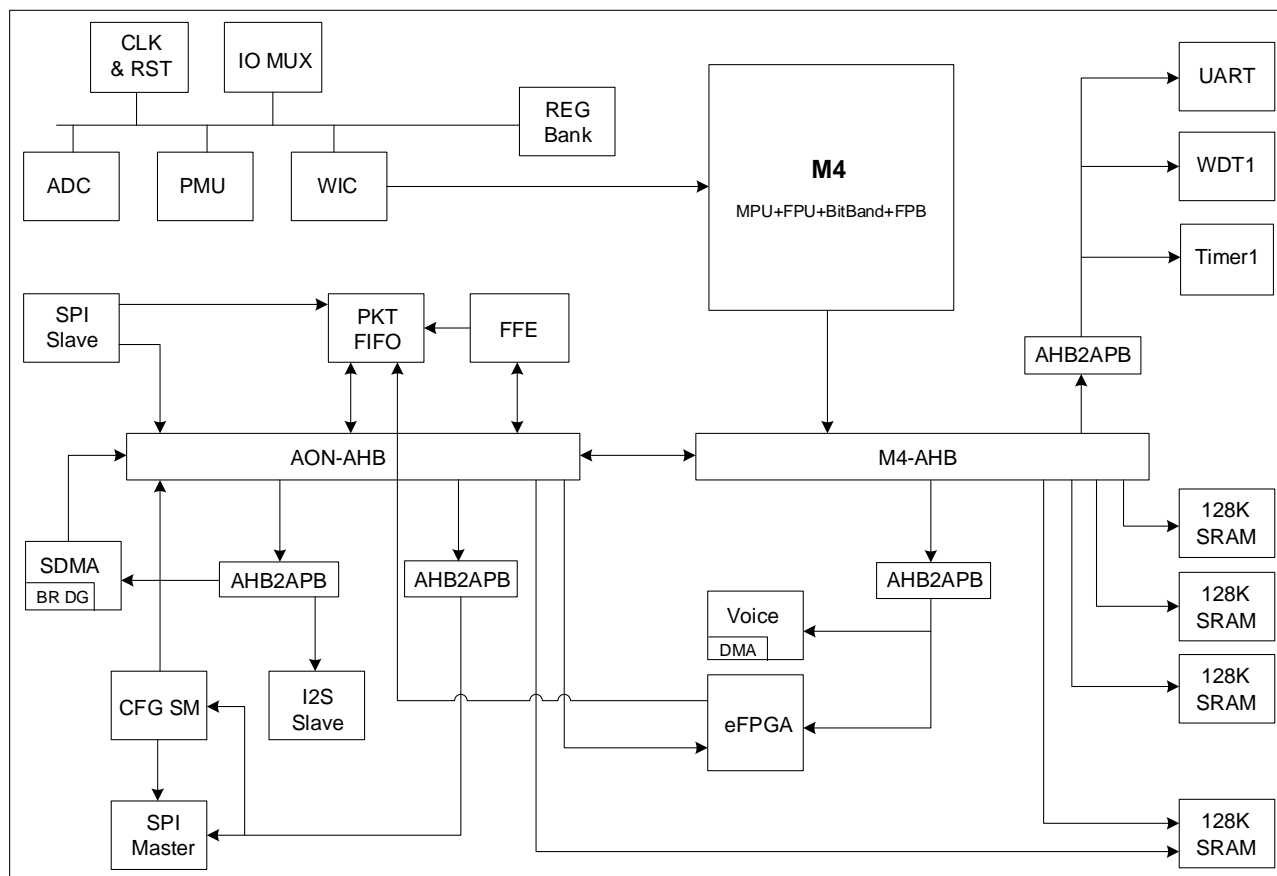 CLK
& RST
IO MUX
REG
Bank
ADC
PMU
WIC
M4
MPU+FPU+BitBand+FPB
UART
WDT1
Timer1
SPI
Slave
PKT
FIFO
FFE
AHB2APB
AON-AHB
M4-AHB
SDMA
BR DG
AHB2APB
AHB2APB
AHB2APB
Voice
DMA
128K
SRAM
128K
SRAM
128K
SRAM
CFG SM
I2S
Slave
eFPGA
SPI
Master
128K
SRAM